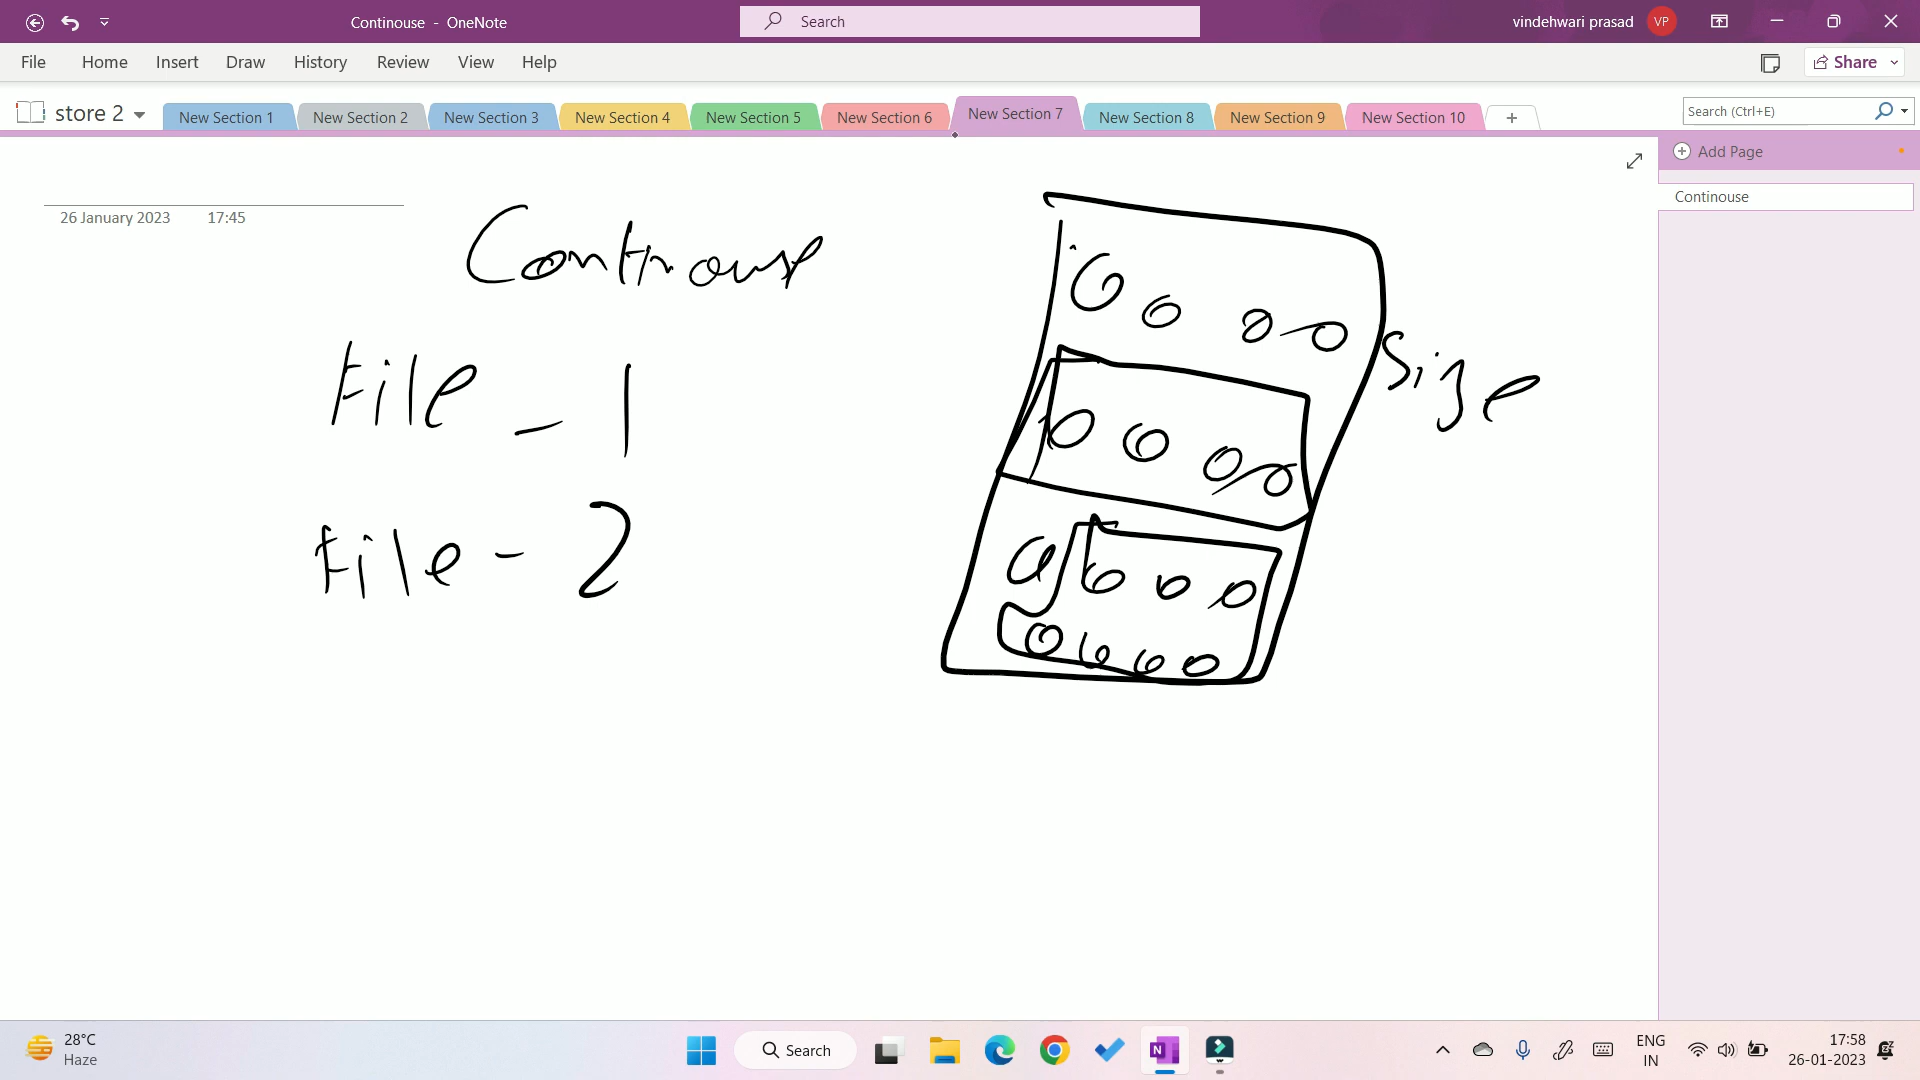 Continouse - OneNote
Search
vindehwari prasad
VP
File Home Insert Draw History Review View Help
Share
store 2
New Section 1
New Section 2
New Section 3
New Section 4
New Section 5
New Section 6
New Section 7
New Section 8
New Section 9
New Section 10
Search (Ctrl+E)
Add Page
Continouse
26 January 2023 17:45
Continouse
File - 1
File - 2
Size
28°C
Haze
Search
ENG
IN
17:58
26-01-2023